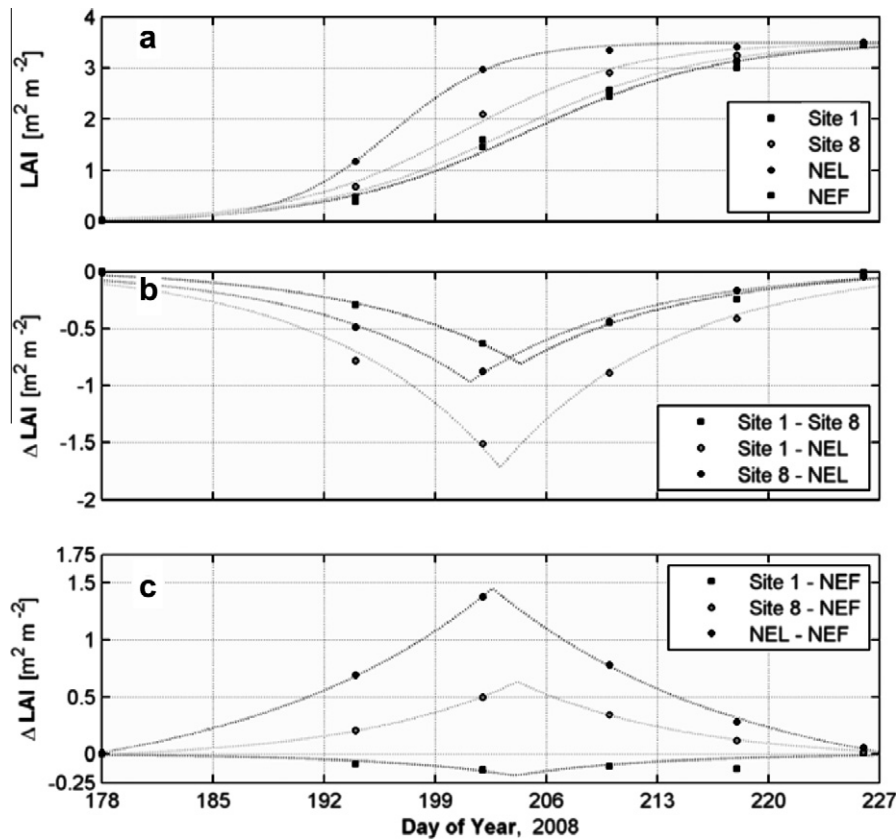 a
4
3
2
1
0
LAI [m² m⁻²]
Site 1
Site 8
NEL
NEF
b
0
-0.5
-1
-1.5
-2
Δ LAI [m² m⁻²]
Site 1 - Site 8
Site 1 - NEL
Site 8 - NEL
c
1.75
1.5
1
0.5
0
-0.25
Δ LAI [m² m⁻²]
Site 1 - NEF
Site 8 - NEF
NEL - NEF
178 185 192 199 206 213 220 227
Day of Year, 2008